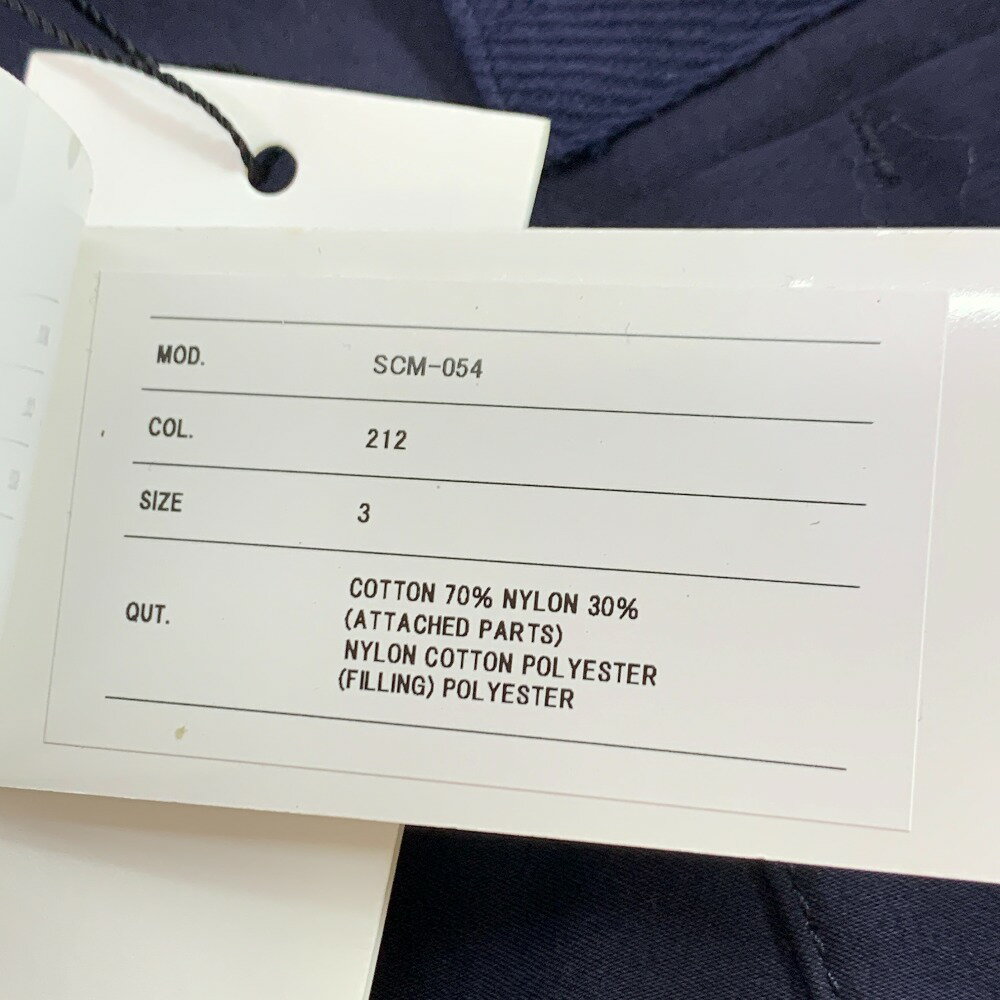 MOD. SCM-054
COL. 212
SIZE 3
QUT. COTTON 70% NYLON 30%
(ATTACHED PARTS)
NYLON COTTON POLYESTER
(FILLING) POLYESTER